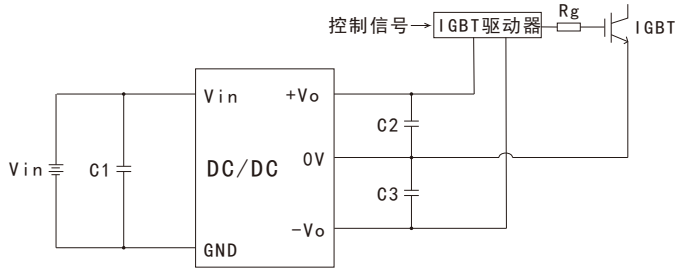 控制信号
IGBT驱动器
Rg
IGBT
Vin
+Vo
C2
Vin
C1
DC/DC
0V
C3
-Vo
GND